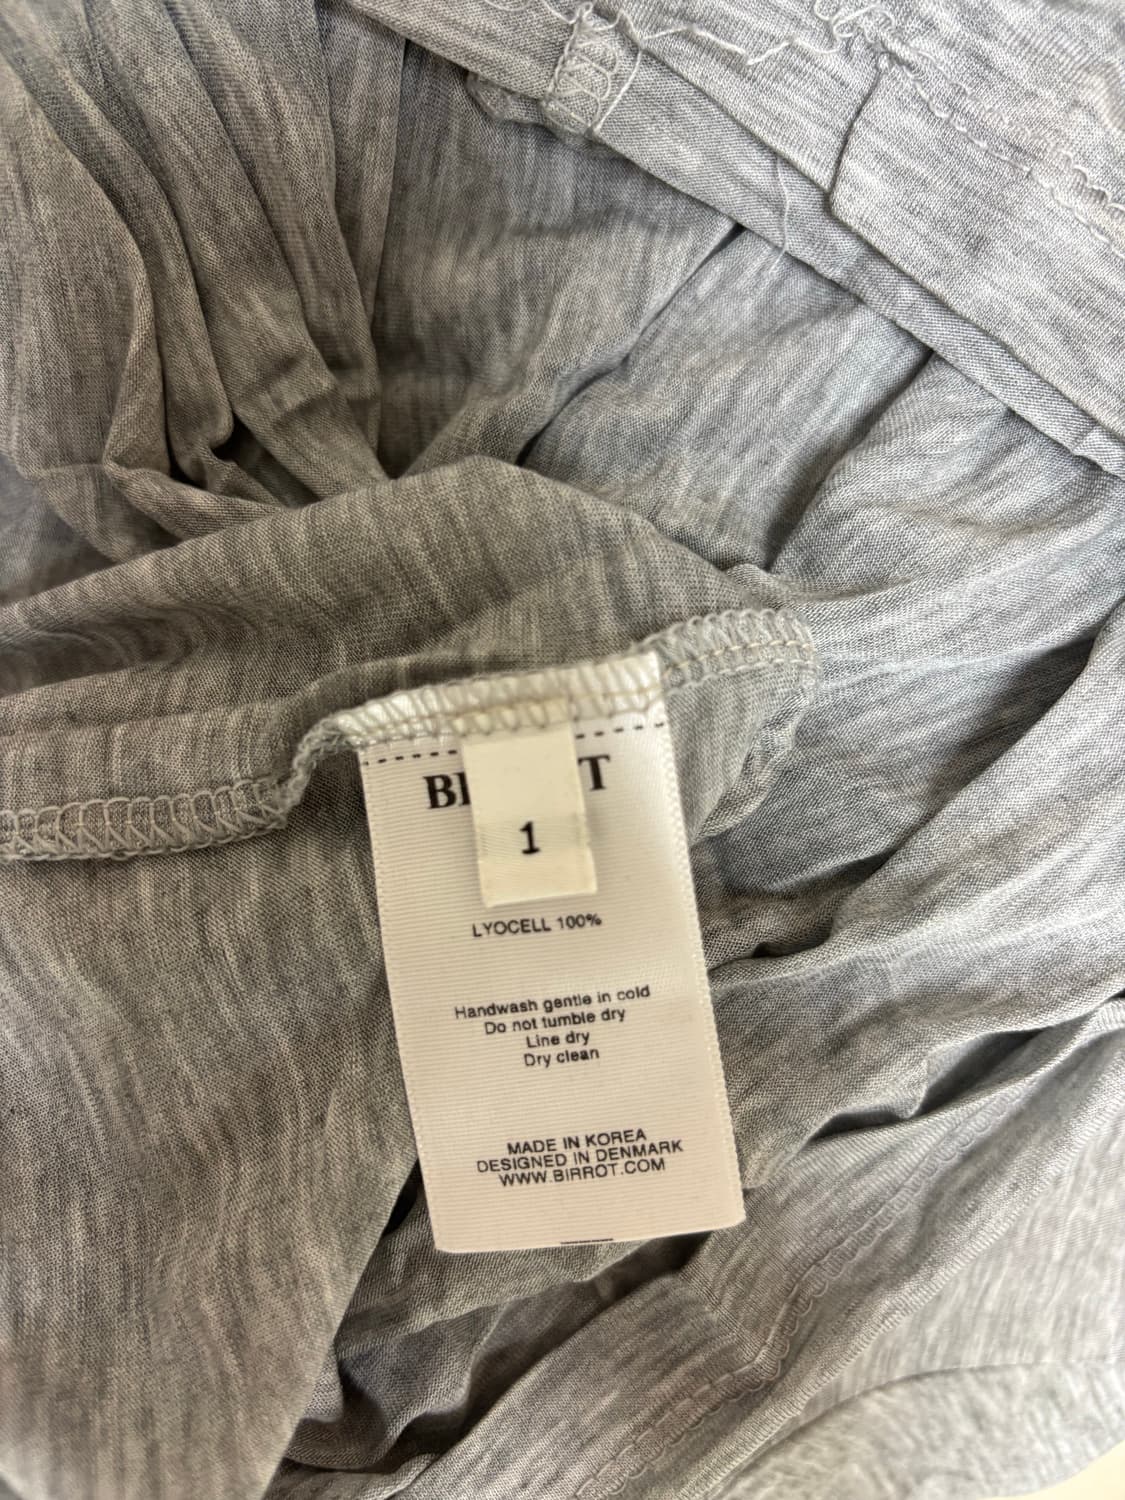 BI T
1
LYOCELL 100%
Handwash gentle in cold
Do not tumble dry
Line dry
Dry clean
MADE IN KOREA
DESIGNED IN DENMARK
WWW.BIRROT.COM